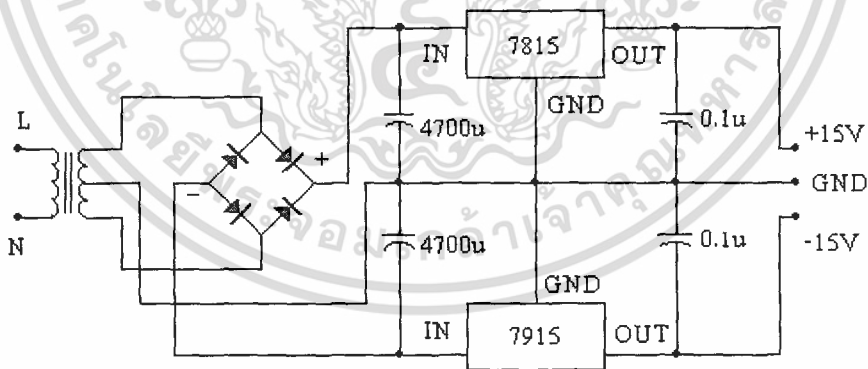 IN
7815
OUT
GND
L
4700u
0.1u
+15V
+
-
GND
N
4700u
0.1u
-15V
GND
IN
7915
OUT